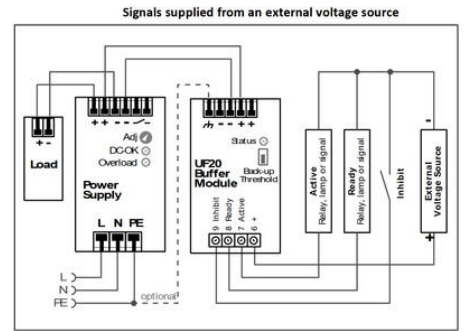 Signals supplied from an external voltage source
+ + - -
Adj
DC-OK
Overload
Power
Supply
L N PE
+ -
Load
- - + +
Status
Back-up
Threshold
UF20
Buffer
Module
9 Inhibit
8 Ready
7 Active
6 +
Active
Relay, lamp or signal
Ready
Relay, lamp or signal
Inhibit
External
Voltage Source
-
+
L
N
PE
optional